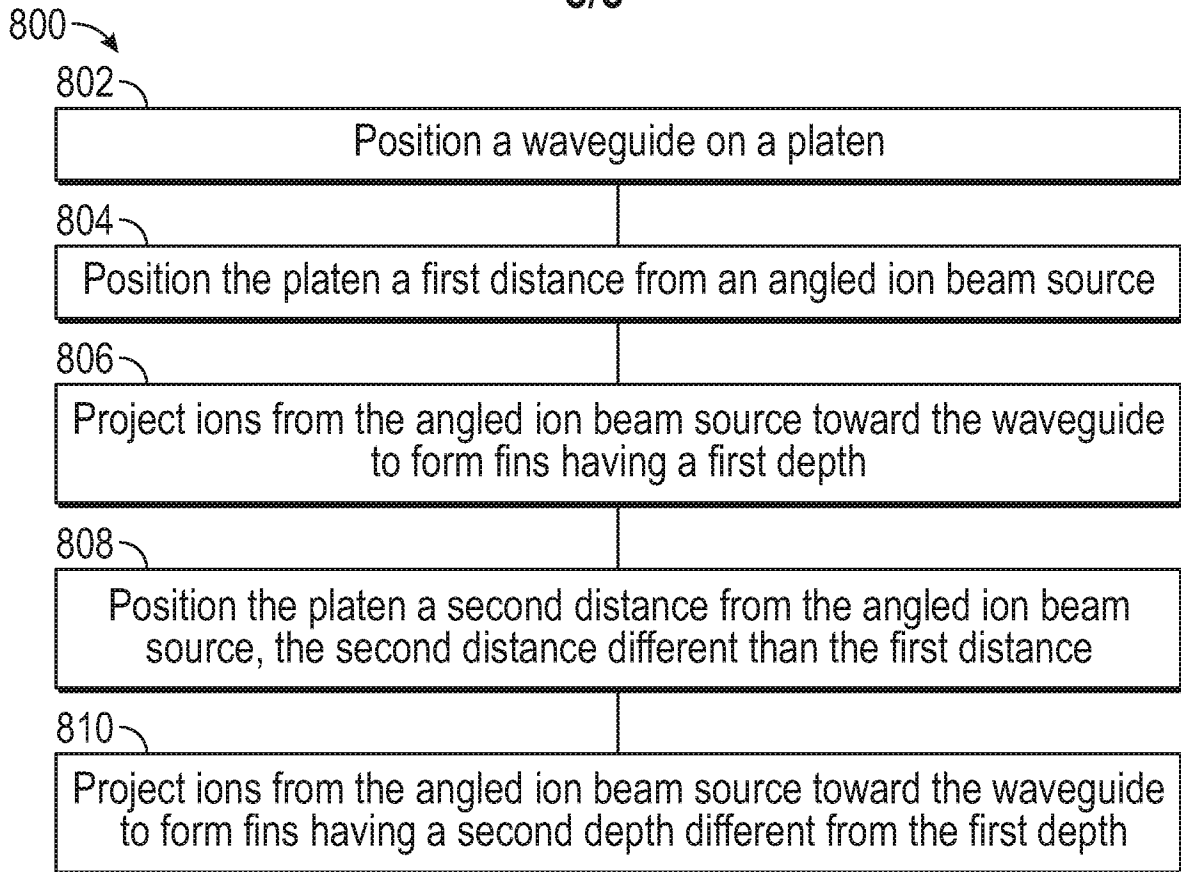 800
802
Position a waveguide on a platen
804
Position the platen a first distance from an angled ion beam source
806
Project ions from the angled ion beam source toward the waveguide
to form fins having a first depth
808
Position the platen a second distance from the angled ion beam
source, the second distance different than the first distance
810
Project ions from the angled ion beam source toward the waveguide
to form fins having a second depth different from the first depth